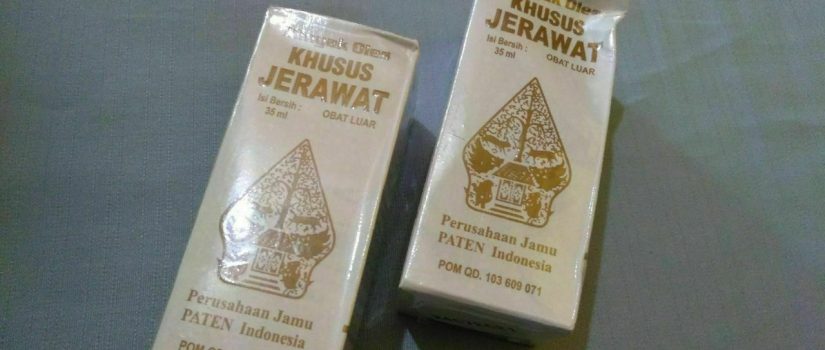 KHUSUS
JERAWAT
Isi Bersih :
35 ml
OBAT LUAR
Perusahaan Jamu
PATEN Indonesia
Oles
KHUSUS
JERAWAT
Isi Bersih :
35 ml
OBAT LUAR
Perusahaan Jamu
PATEN Indonesia
POM QD. 103 609 071